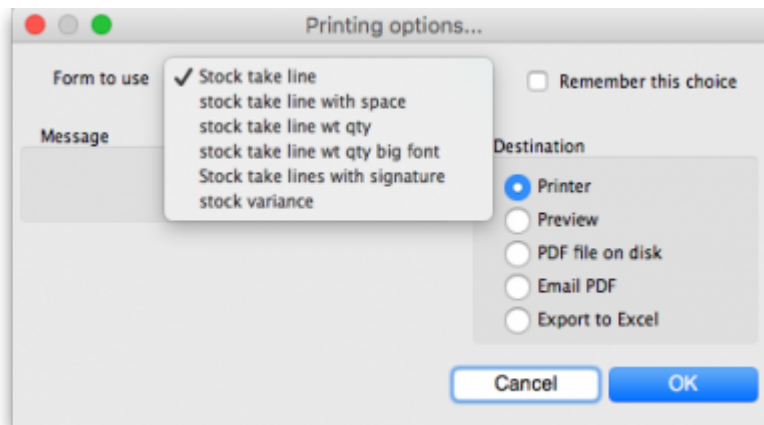 Printing options...
Form to use
✓ Stock take line
stock take line with space
stock take line wt qty
stock take line wt qty big font
Stock take lines with signature
stock variance
Remember this choice
Message
Destination
Printer
Preview
PDF file on disk
Email PDF
Export to Excel
Cancel
OK